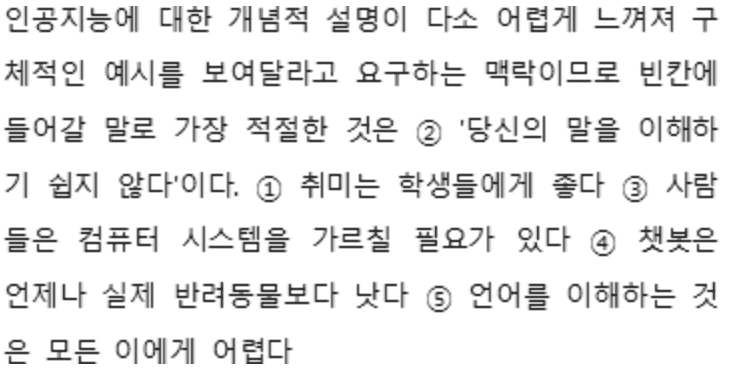 인공지능에 대한 개념적 설명이 다소 어렵게 느껴져 구
체적인 예시를 보여달라고 요구하는 맥락이므로 빈칸에
들어갈 말로 가장 적절한 것은 ② '당신의 말을 이해하
기 쉽지 않다'이다. ① 취미는 학생들에게 좋다 ③ 사람
들은 컴퓨터 시스템을 가르칠 필요가 있다 ④ 챗봇은
언제나 실제 반려동물보다 낫다 ⑤ 언어를 이해하는 것
은 모든 이에게 어렵다